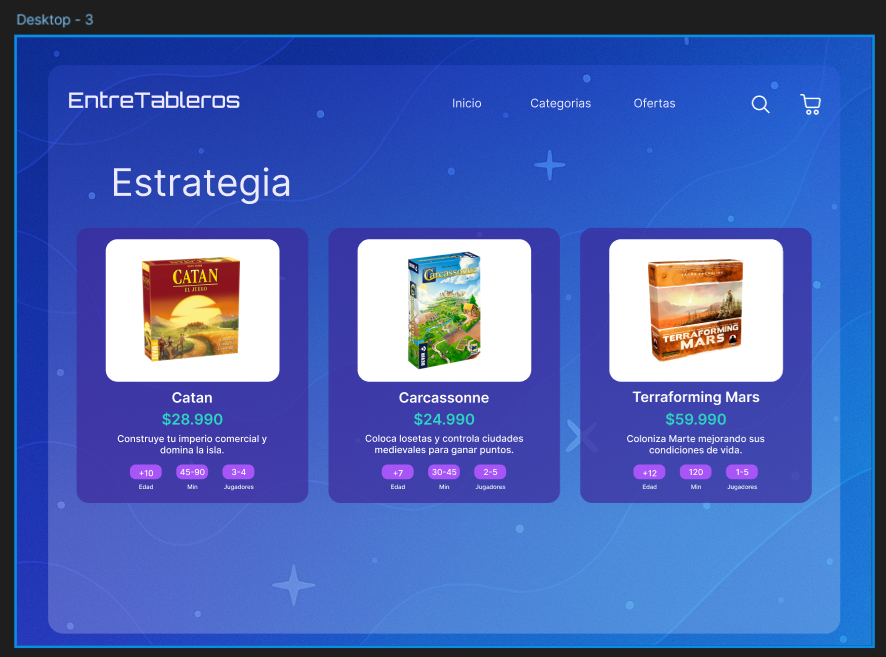 Desktop - 3
EntreTableros
Inicio
Categorias
Ofertas
Estrategia
CATAN
EL JUEGO
Catan
$28.990
Construye tu imperio comercial y
domina la isla.
+10
45-90
3-4
Edad
Min
Jugadores
Carcassonne
Carcassonne
$24.990
Coloca losetas y controla ciudades
medievales para ganar puntos.
+7
30-45
2-5
Edad
Min
Jugadores
TERRAFORMING
MARS
Terraforming Mars
$59.990
Coloniza Marte mejorando sus
condiciones de vida.
+12
120
1-5
Edad
Min
Jugadores